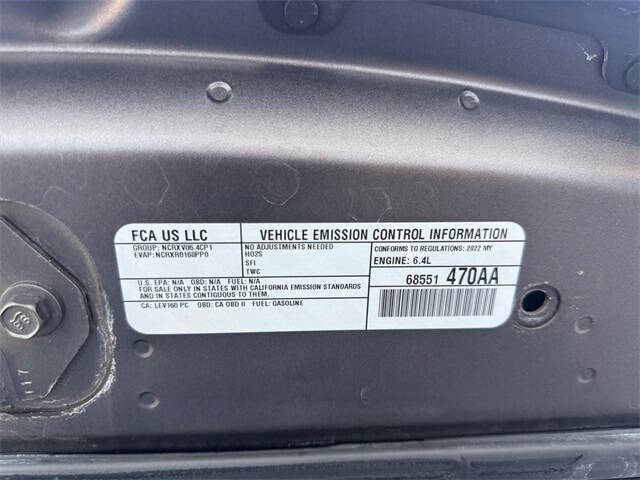 FCA US LLC
GROUP: NCRXV06.4CP1
EVAP: NCRXR0168PP0
VEHICLE EMISSION CONTROL INFORMATION
NO ADJUSTMENTS NEEDED
HO2S
SFI
TWC
CONFORMS TO REGULATIONS: 2022 MY
ENGINE: 6.4L
68551 470AA
U.S. EPA: N/A OBD: N/A FUEL: N/A
FOR SALE ONLY IN STATES WITH CALIFORNIA EMISSION STANDARDS
AND IN STATES CONTIGUOUS TO THEM.
CA: LEV160 PC OBD: CA OBD II FUEL: GASOLINE